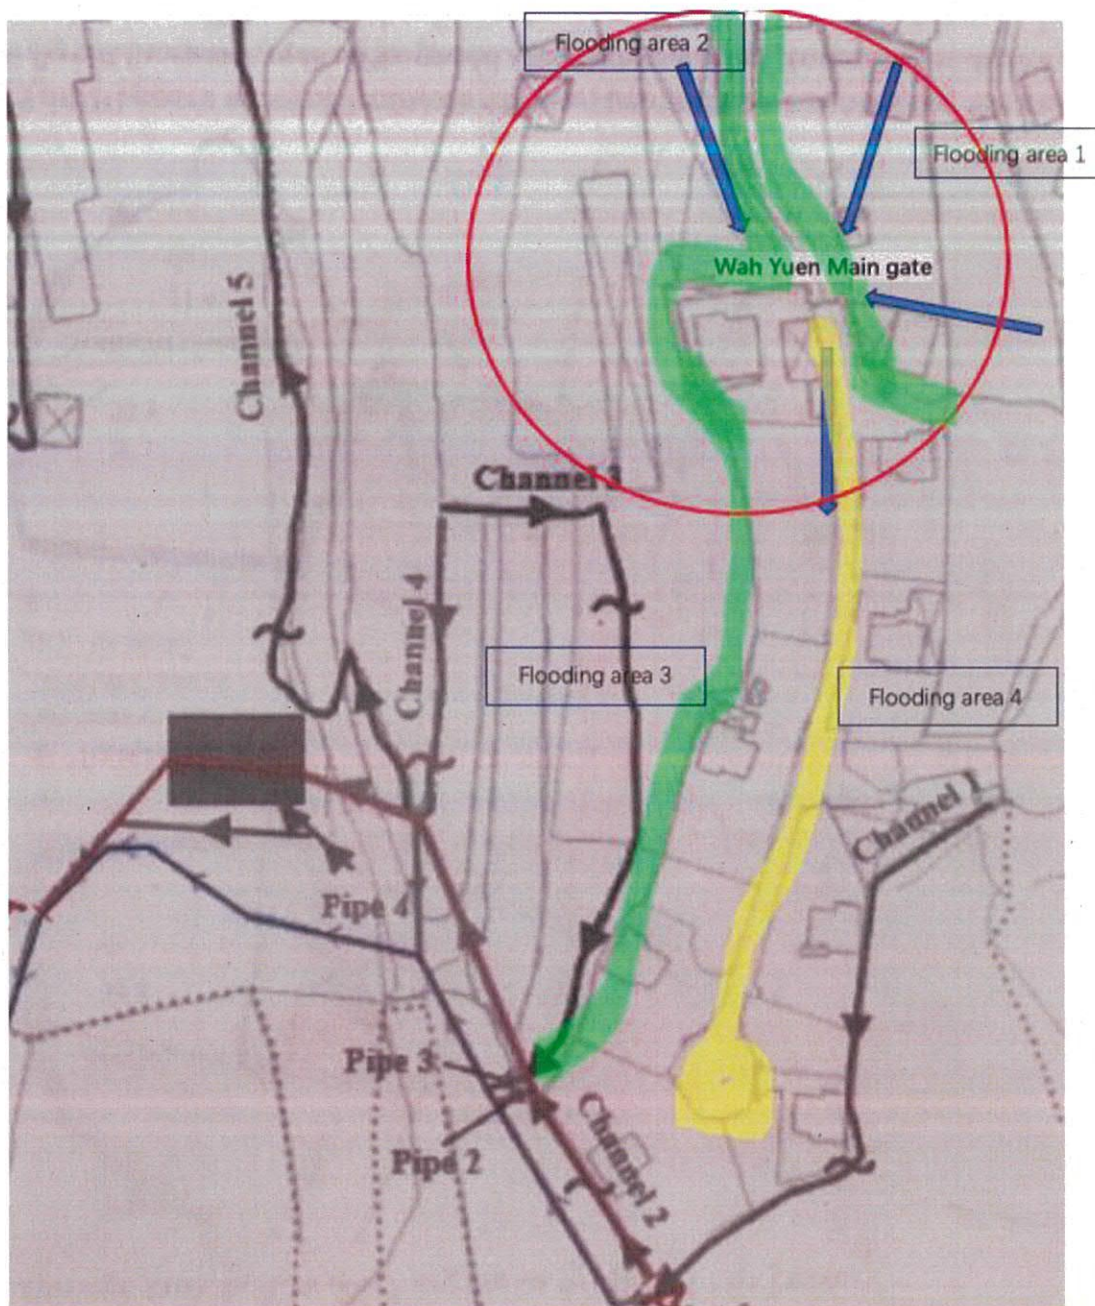 Flooding area 2
Flooding area 1
Wah Yuen Main gate
Channel 5
Channel 3
Channel 4
Flooding area 3
Flooding area 4
Channel 1
Pipe 4
Pipe 3
Channel 2
Pipe 2